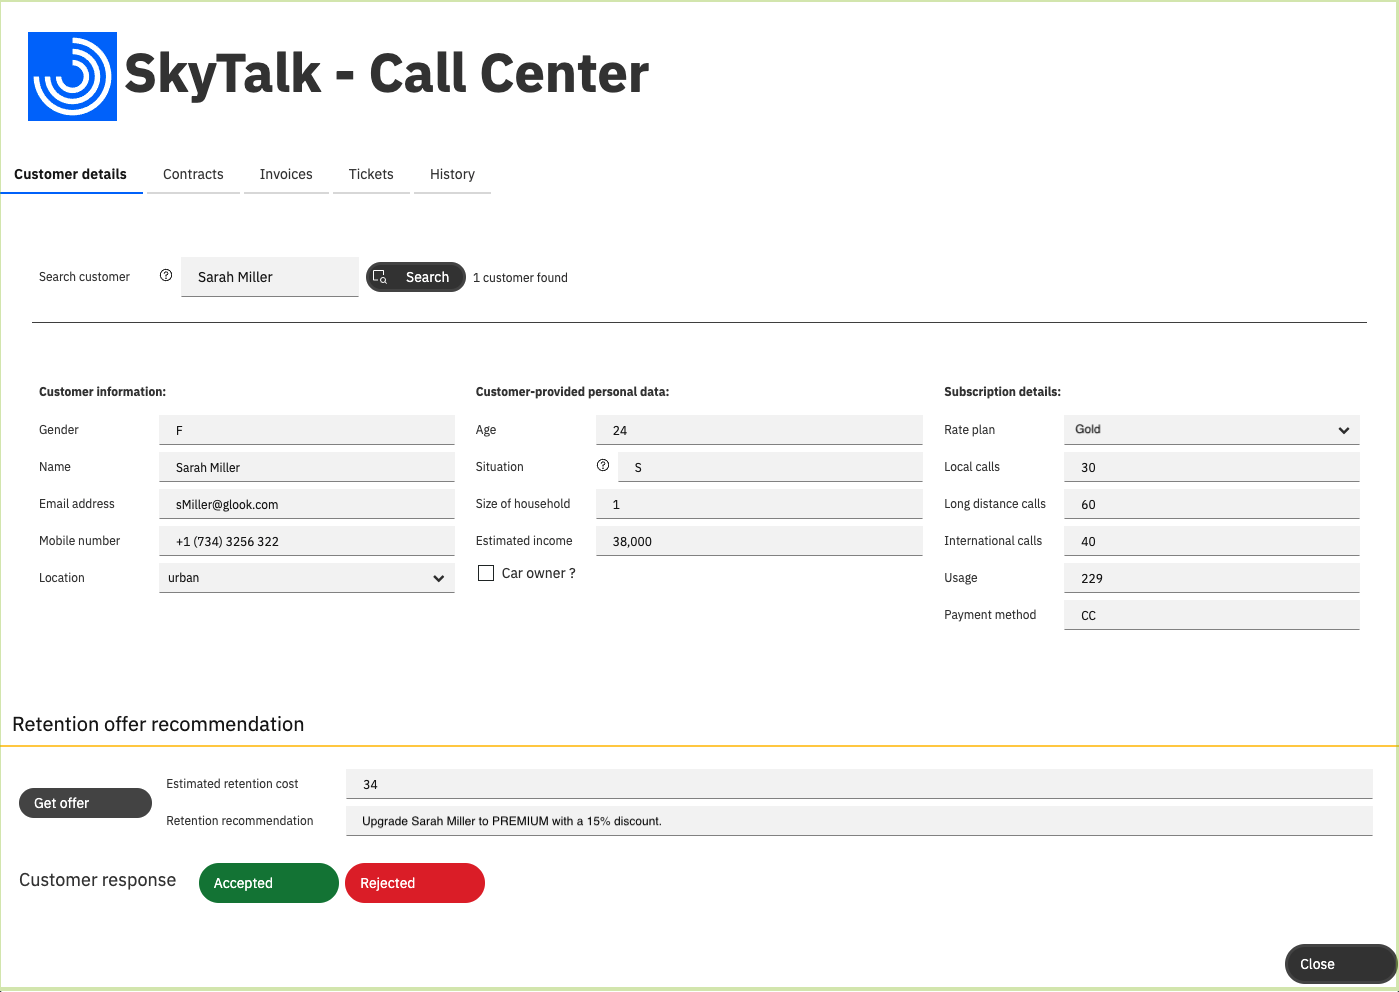 SkyTalk - Call Center
Customer details Contracts Invoices Tickets History
Search customer Sarah Miller Search 1 customer found
Customer information:
Gender F
Name Sarah Miller
Email address sMiller@glook.com
Mobile number +1 (734) 3256 322
Location urban
Customer-provided personal data:
Age 24
Situation S
Size of household 1
Estimated income 38,000
Car owner ?
Subscription details:
Rate plan Gold
Local calls 30
Long distance calls 60
International calls 40
Usage 229
Payment method CC
Retention offer recommendation
Get offer
Estimated retention cost 34
Retention recommendation Upgrade Sarah Miller to PREMIUM with a 15% discount.
Customer response Accepted Rejected
Close